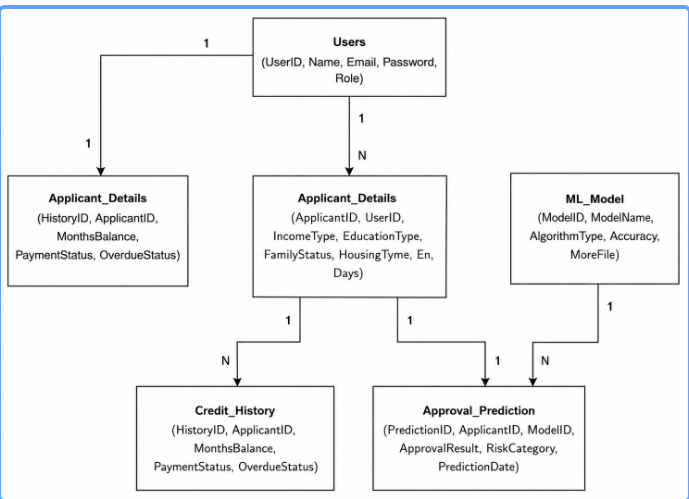 Users
(UserID, Name, Email, Password,
Role)
1
1
1
N
Applicant_Details
(HistoryID, ApplicantID,
MonthsBalance,
PaymentStatus, OverdueStatus)
Applicant_Details
(ApplicantID, UserID,
IncomeType, EducationType,
FamilyStatus, HousingTyme, En,
Days)
ML_Model
(ModelID, ModelName,
AlgorithmType, Accuracy,
MoreFile)
1
1
1
N
1
N
Credit_History
(HistoryID, ApplicantID,
MonthsBalance,
PaymentStatus, OverdueStatus)
Approval_Prediction
(PredictionID, ApplicantID, ModelID,
ApprovalResult, RiskCategory,
PredictionDate)